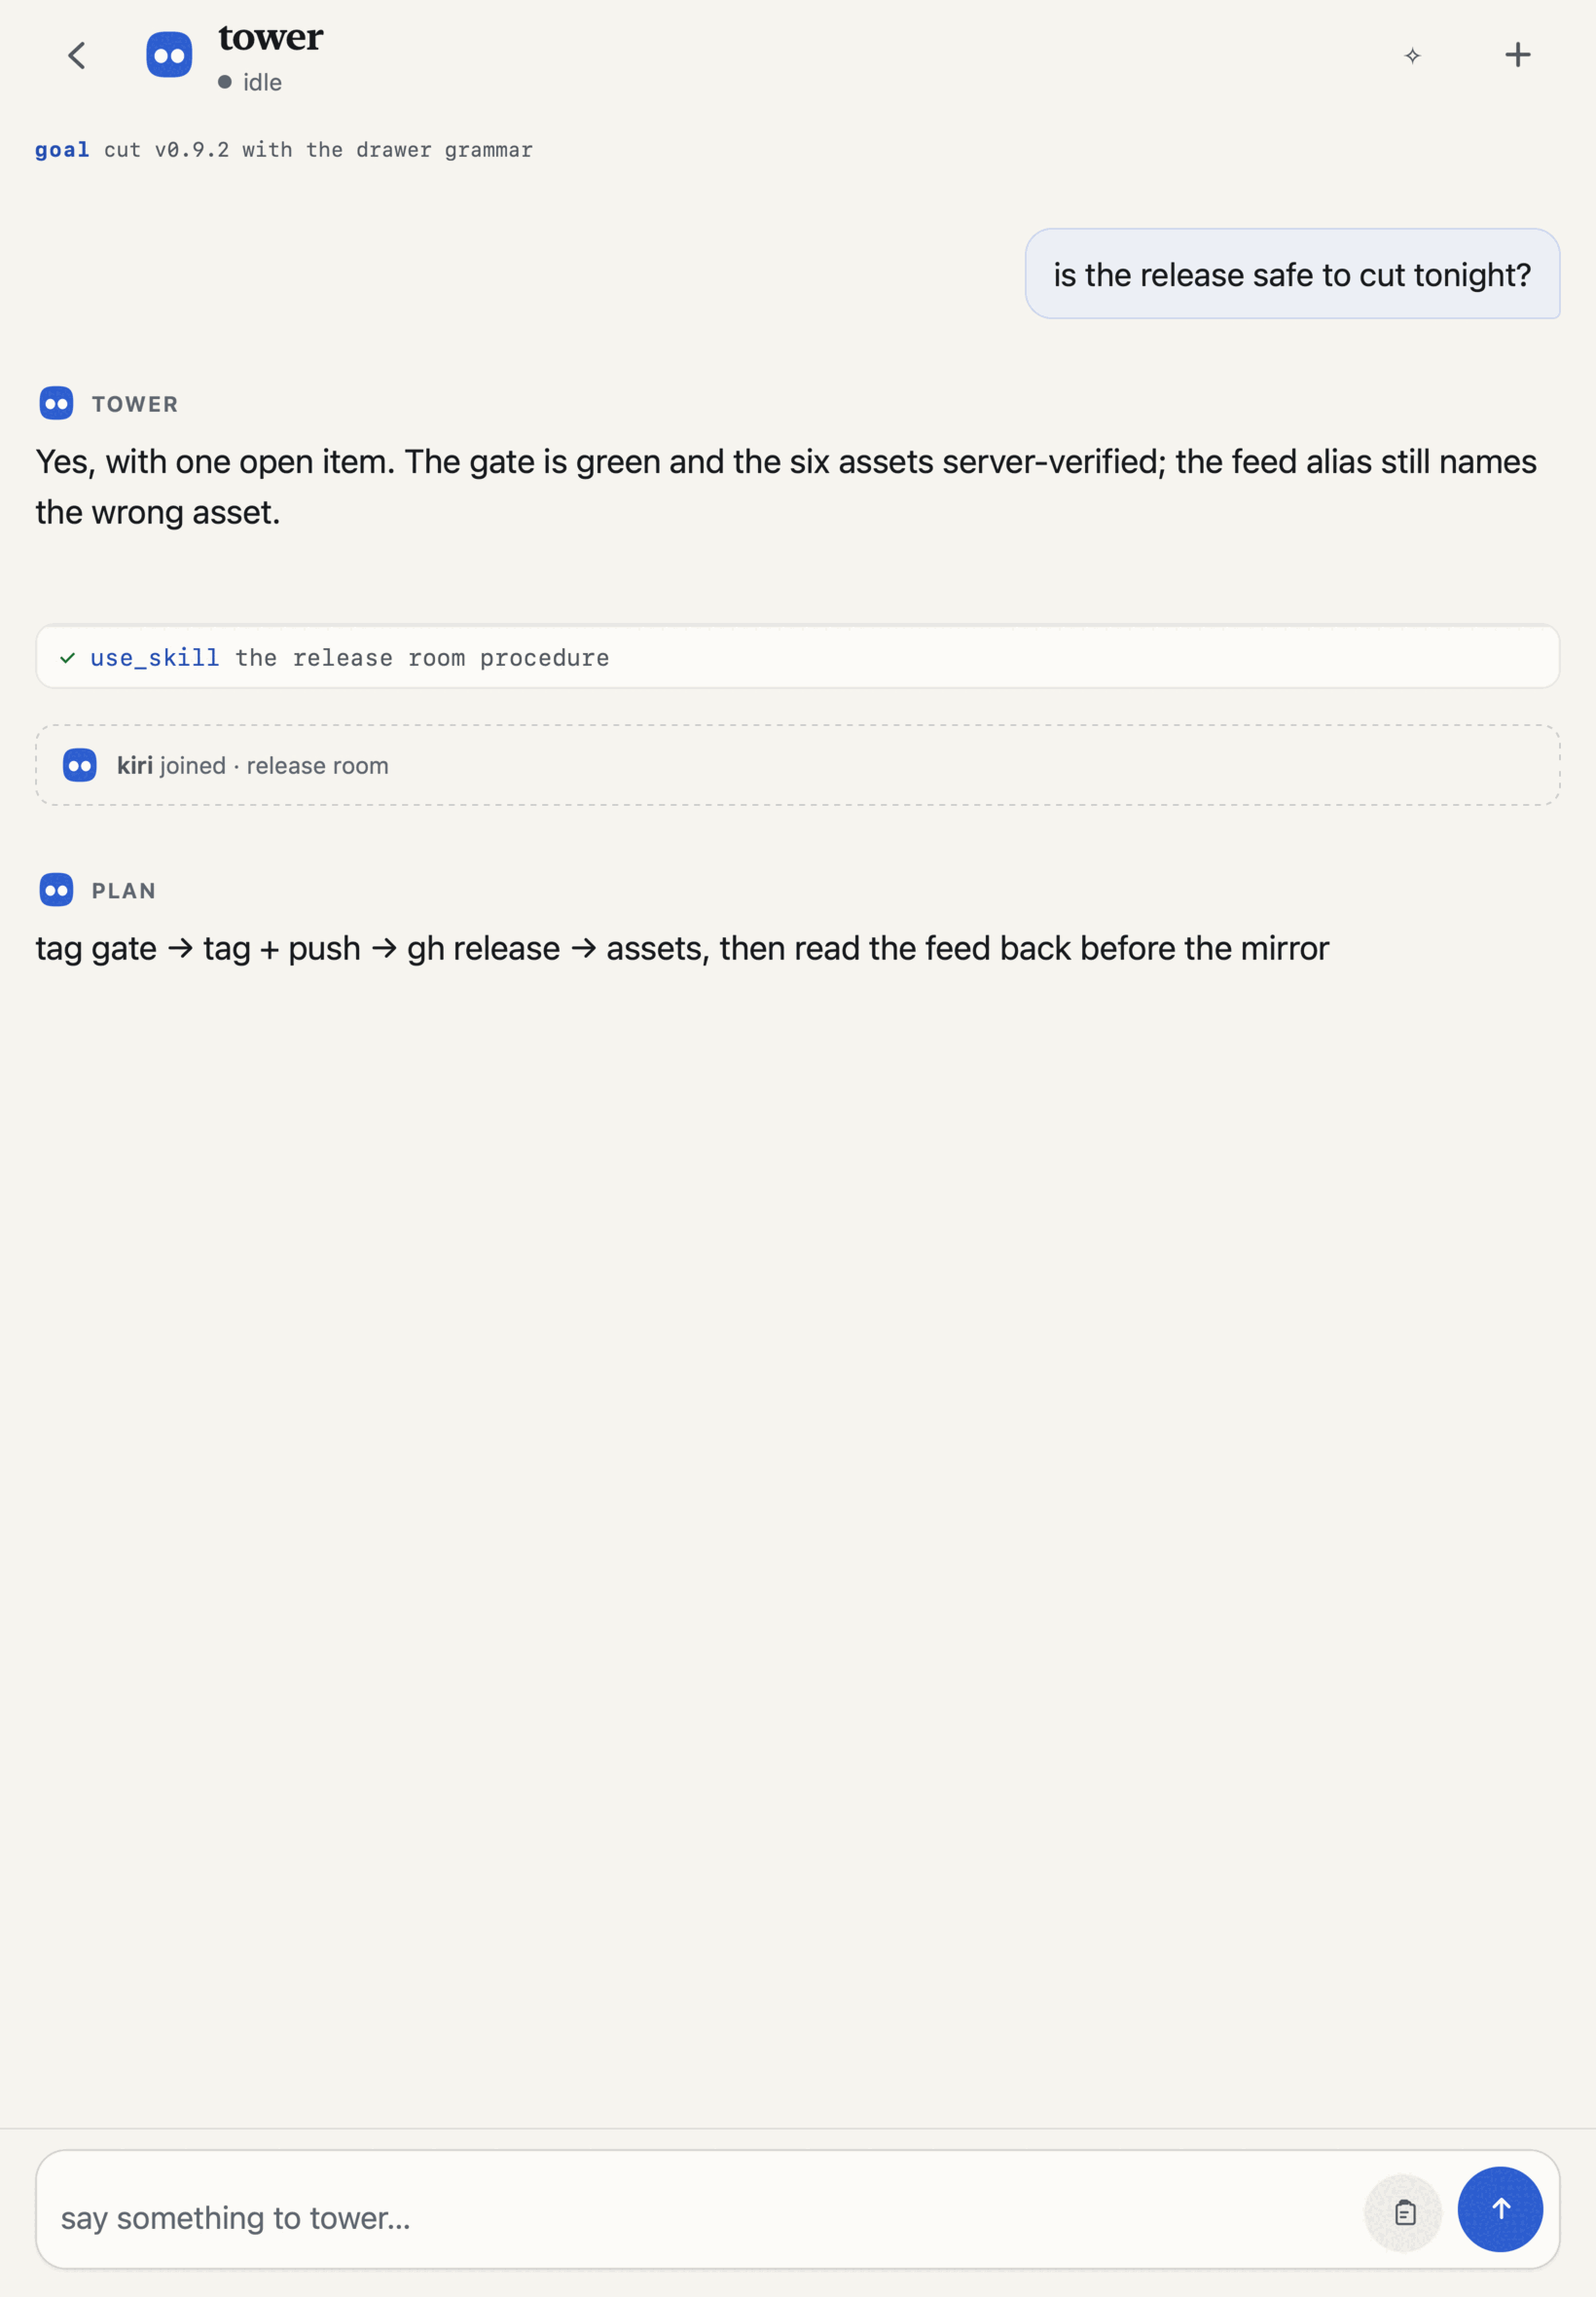 tower
idle
goal cut v0.9.2 with the drawer grammar
is the release safe to cut tonight?
TOWER
Yes, with one open item. The gate is green and the six assets server-verified; the feed alias still names
the wrong asset.
✓ use_skill the release room procedure
kiri joined · release room
PLAN
tag gate → tag + push → gh release → assets, then read the feed back before the mirror
say something to tower...